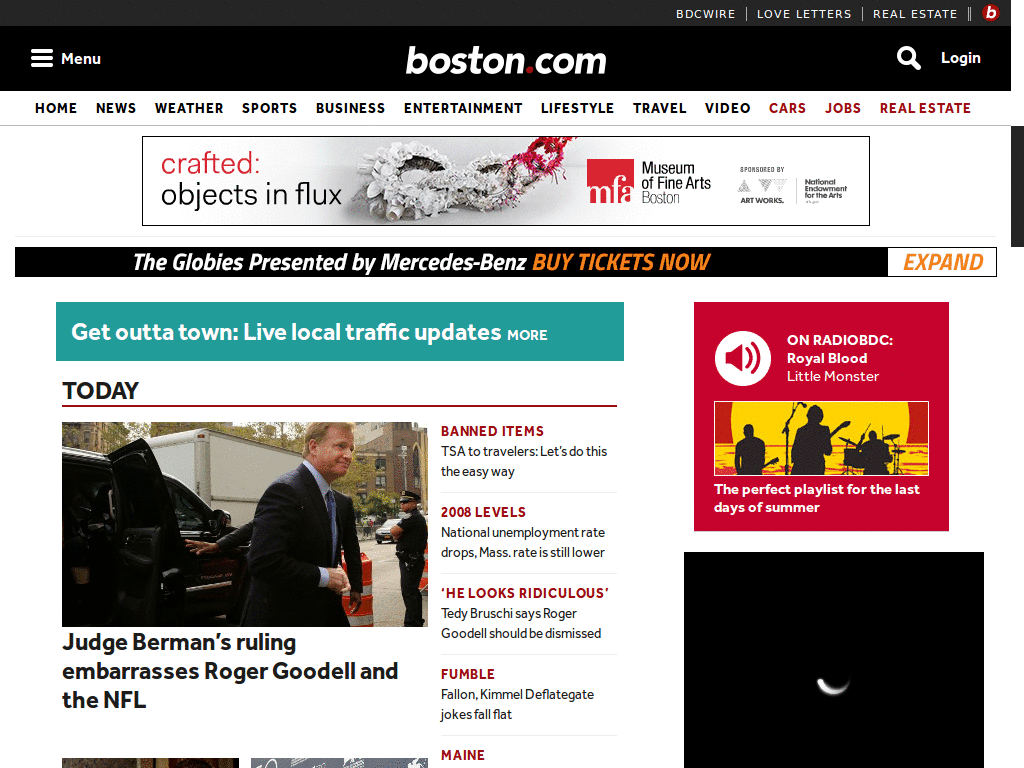 BDCWIRE
LOVE LETTERS
REAL ESTATE
b
Menu
boston.com
Login
HOME NEWS WEATHER SPORTS BUSINESS ENTERTAINMENT LIFESTYLE TRAVEL VIDEO CARS JOBS REAL ESTATE
crafted:
objects in flux
mfa
Museum
of Fine Arts
Boston
SPONSORED BY
ART WORKS.
National
Endowment
for the Arts
The Globies Presented by Mercedes-Benz BUY TICKETS NOW
EXPAND
Get outta town: Live local traffic updates MORE
TODAY
Judge Berman’s ruling
embarrasses Roger Goodell and
the NFL
BANNED ITEMS
TSA to travelers: Let’s do this
the easy way
2008 LEVELS
National unemployment rate
drops, Mass. rate is still lower
‘HE LOOKS RIDICULOUS’
Tedy Bruschi says Roger
Goodell should be dismissed
FUMBLE
Fallon, Kimmel Deflategate
jokes fall flat
MAINE
ON RADIOBDC:
Royal Blood
Little Monster
The perfect playlist for the last
days of summer